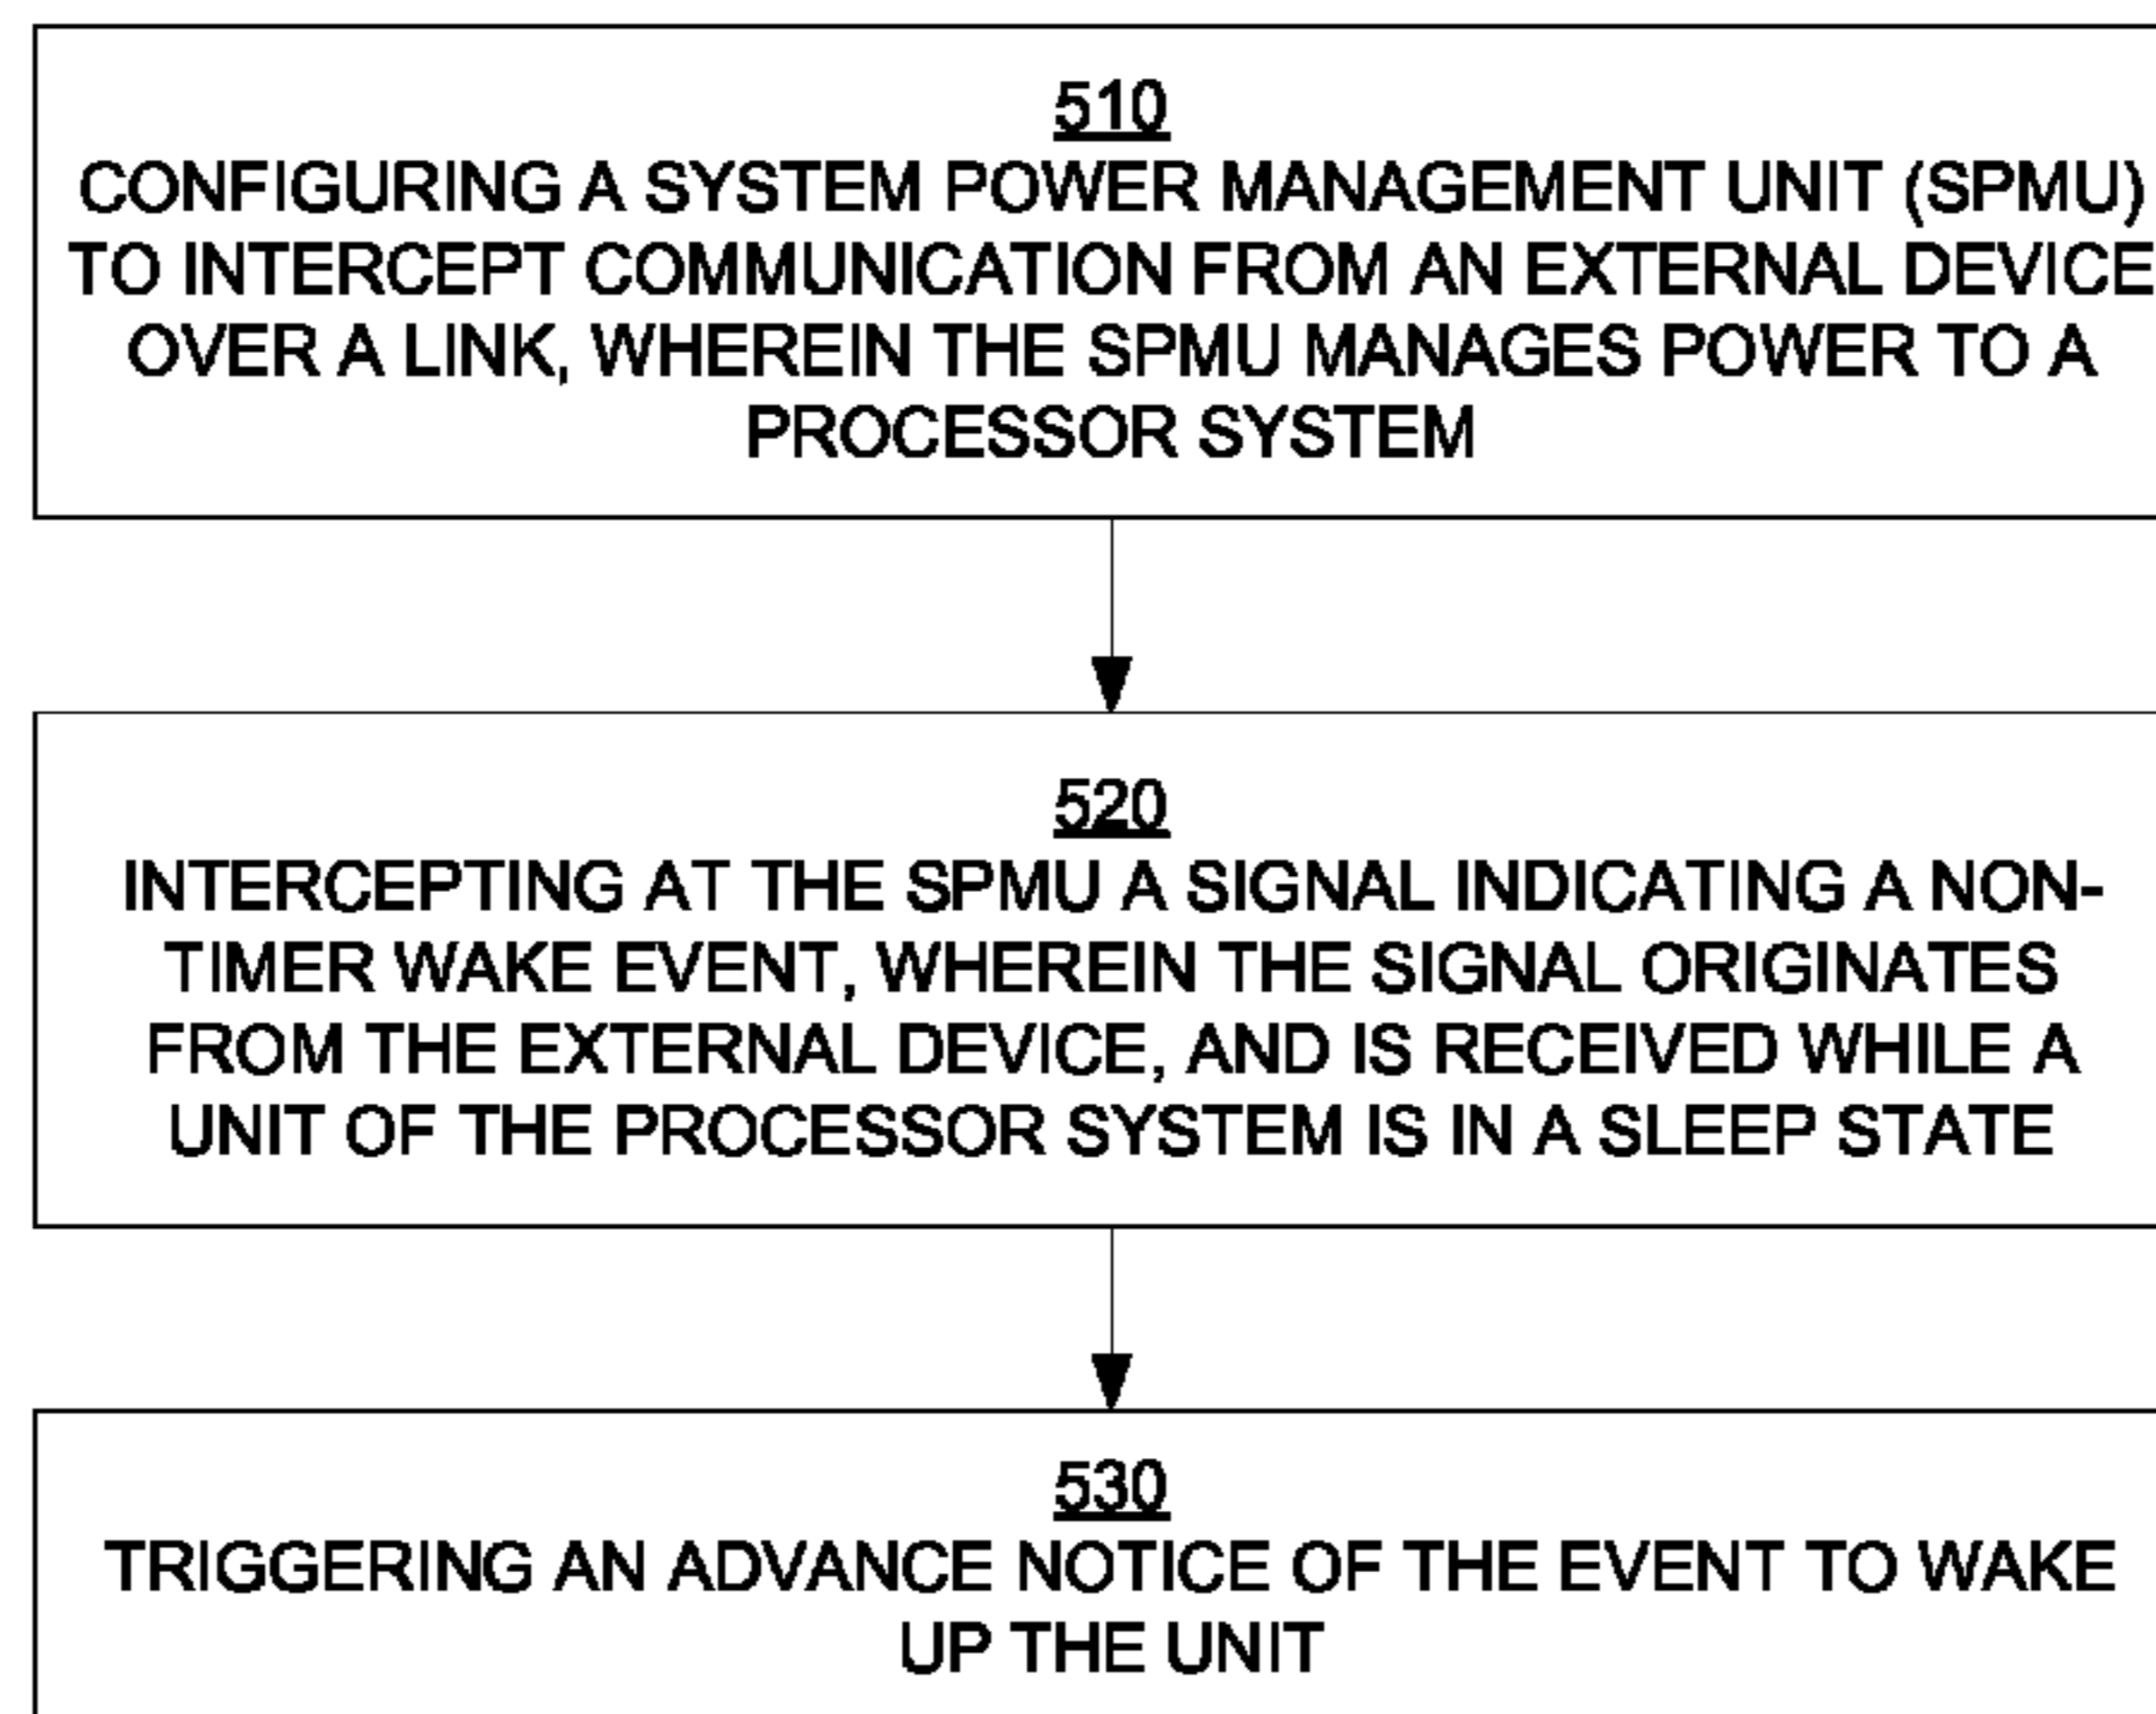 510
CONFIGURING A SYSTEM POWER MANAGEMENT UNIT (SPMU)
TO INTERCEPT COMMUNICATION FROM AN EXTERNAL DEVICE
OVER A LINK, WHEREIN THE SPMU MANAGES POWER TO A
PROCESSOR SYSTEM
520
INTERCEPTING AT THE SPMU A SIGNAL INDICATING A NON-
TIMER WAKE EVENT, WHEREIN THE SIGNAL ORIGINATES
FROM THE EXTERNAL DEVICE, AND IS RECEIVED WHILE A
UNIT OF THE PROCESSOR SYSTEM IS IN A SLEEP STATE
530
TRIGGERING AN ADVANCE NOTICE OF THE EVENT TO WAKE
UP THE UNIT